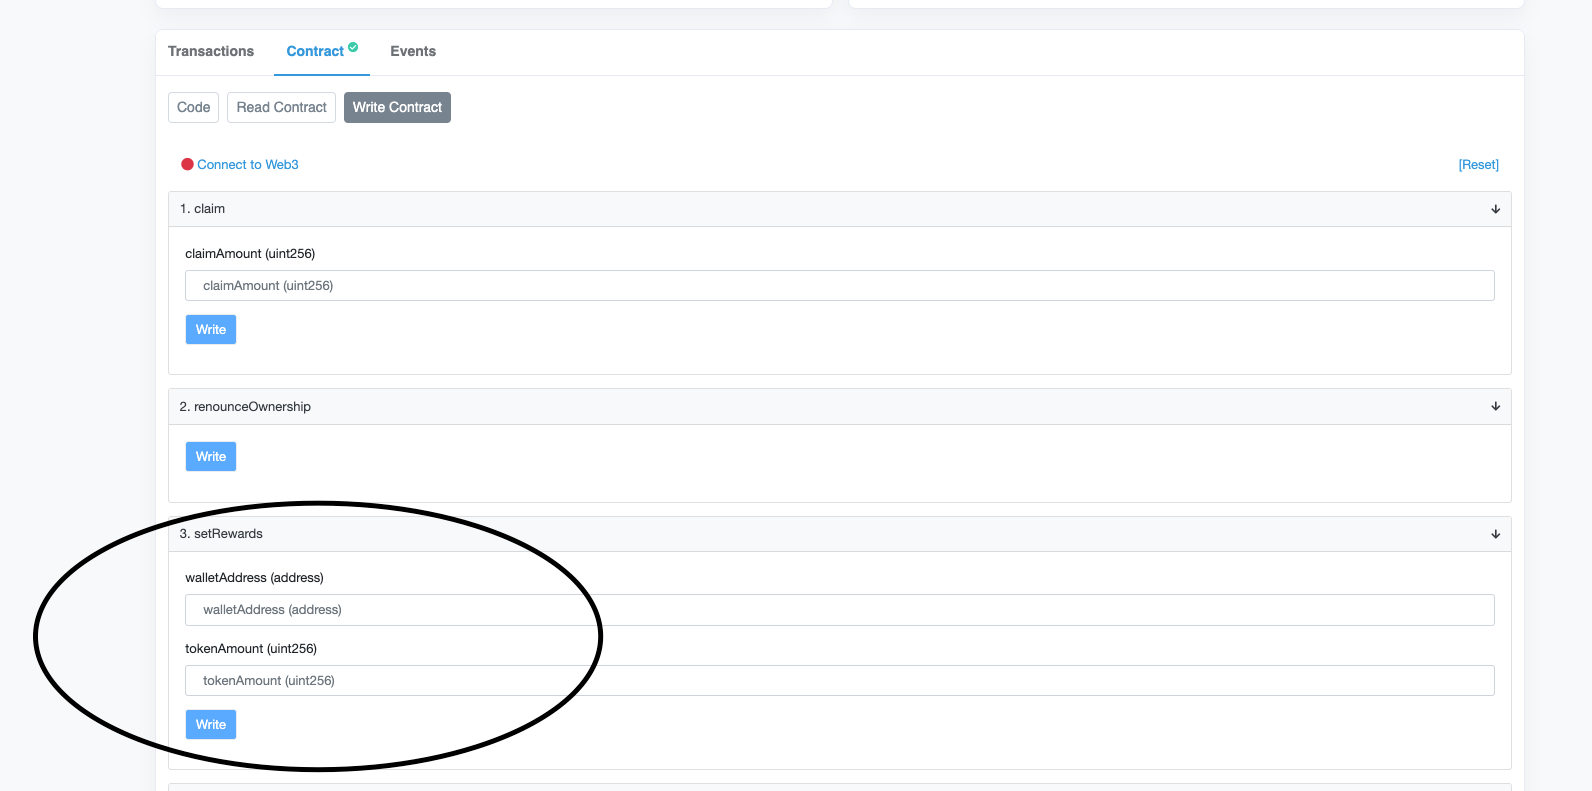 Transactions Contract Events
Code Read Contract Write Contract
Connect to Web3 [Reset]
1. claim
claimAmount (uint256)
claimAmount (uint256)
Write
2. renounceOwnership
Write
3. setRewards
walletAddress (address)
walletAddress (address)
tokenAmount (uint256)
tokenAmount (uint256)
Write